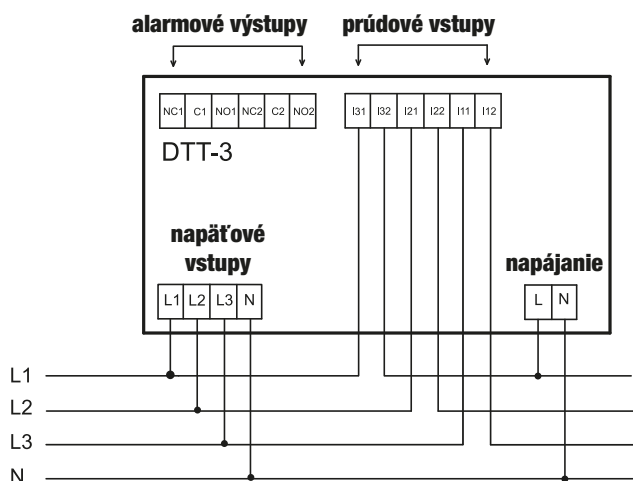 alarmové výstupy prúdové vstupy
NC1 C1 NO1 NC2 C2 NO2 I31 I32 I21 I22 I11 I12
DTT-3
napäťové
vstupy
napájanie
L1 L2 L3 N L N
L1
L2
L3
N